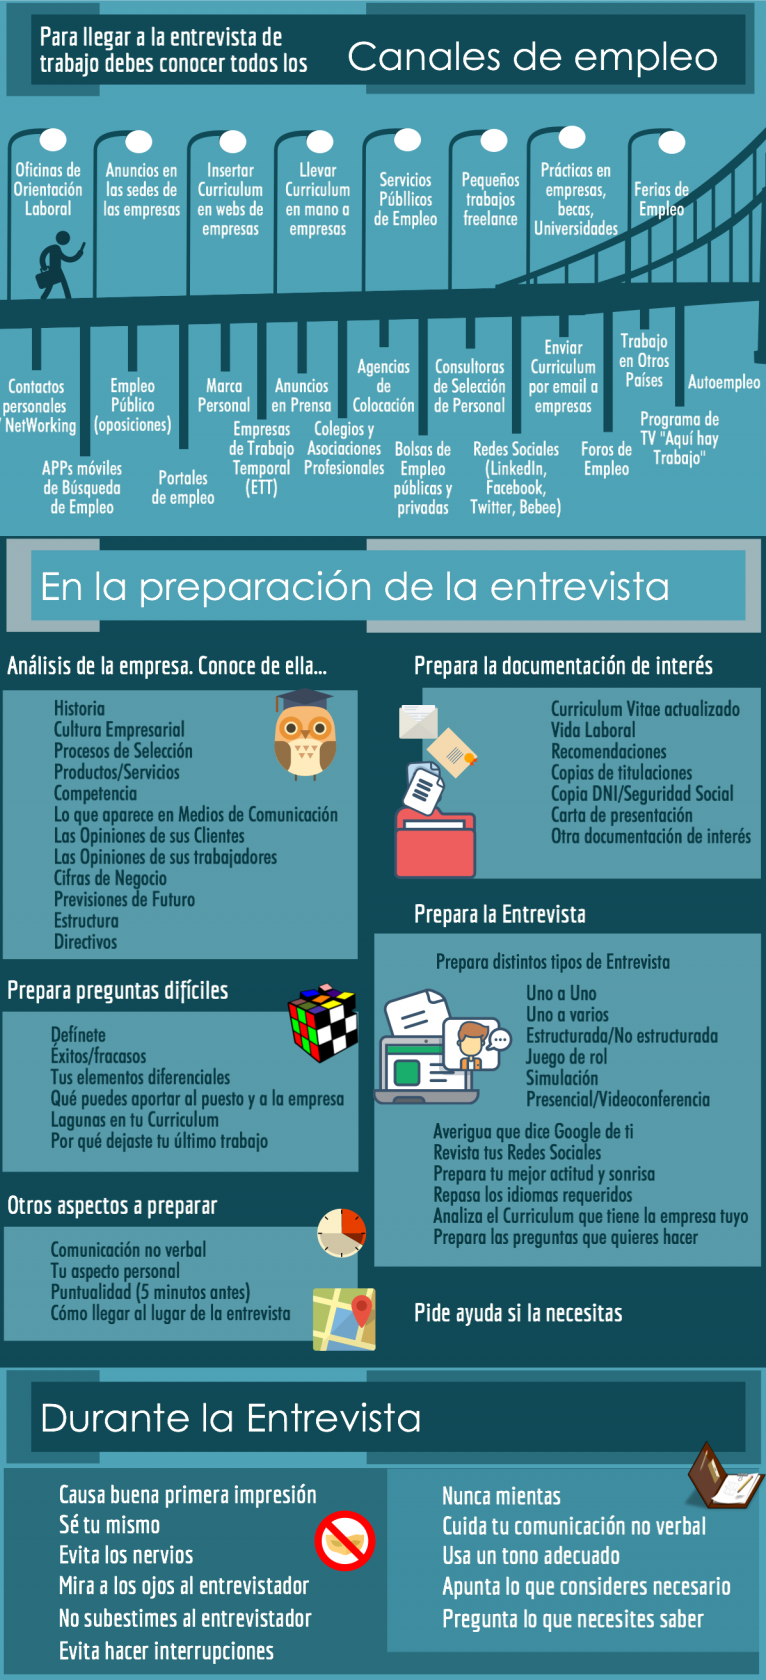 Para llegar a la entrevista de
trabajo debes conocer todos los
Canales de empleo
Oficinas de
Orientación
Laboral
Anuncios en
las sedes de
las empresas
Insertar
Curriculum
en webs de
empresas
Llevar
Curriculum
en mano a
empresas
Servicios
Públlicos
de Empleo
Pequeños
trabajos
freelance
Prácticas en
empresas,
becas,
Universidades
Ferias de
Empleo
Contactos
personales
/ NetWorking
APPs móviles
de Búsqueda
de Empleo
Empleo
Público
(oposiciones)
Portales
de empleo
Marca
Personal
Empresas
de Trabajo
Temporal
(ETT)
Anuncios
en Prensa
Colegios y
Asociaciones
Profesionales
Agencias
de
Colocación
Bolsas de
Empleo
públicas y
privadas
Consultoras
de Selección
de Personal
Redes Sociales
(LinkedIn,
Facebook,
Twitter, Bebee)
Enviar
Curriculum
por email a
empresas
Foros de
Empleo
Trabajo
en Otros
Países
Programa de
TV "Aquí hay
Trabajo"
Autoempleo
En la preparación de la entrevista
Análisis de la empresa. Conoce de ella...
Historia
Cultura Empresarial
Procesos de Selección
Productos/Servicios
Competencia
Lo que aparece en Medios de Comunicación
Las Opiniones de sus Clientes
Las Opiniones de sus trabajadores
Cifras de Negocio
Previsiones de Futuro
Estructura
Directivos
Prepara preguntas difíciles
Defínete
Éxitos/fracasos
Tus elementos diferenciales
Qué puedes aportar al puesto y a la empresa
Lagunas en tu Curriculum
Por qué dejaste tu último trabajo
Otros aspectos a preparar
Comunicación no verbal
Tu aspecto personal
Puntualidad (5 minutos antes)
Cómo llegar al lugar de la entrevista
Prepara la documentación de interés
Curriculum Vitae actualizado
Vida Laboral
Recomendaciones
Copias de titulaciones
Copia DNI/Seguridad Social
Carta de presentación
Otra documentación de interés
Prepara la Entrevista
Prepara distintos tipos de Entrevista
Uno a Uno
Uno a varios
Estructurada/No estructurada
Juego de rol
Simulación
Presencial/Videoconferencia
Averigua que dice Google de ti
Revista tus Redes Sociales
Prepara tu mejor actitud y sonrisa
Repasa los idiomas requeridos
Analiza el Curriculum que tiene la empresa tuyo
Prepara las preguntas que quieres hacer
Pide ayuda si la necesitas
Durante la Entrevista
Causa buena primera impresión
Sé tu mismo
Evita los nervios
Mira a los ojos al entrevistador
No subestimes al entrevistador
Evita hacer interrupciones
Nunca mientas
Cuida tu comunicación no verbal
Usa un tono adecuado
Apunta lo que consideres necesario
Pregunta lo que necesites saber